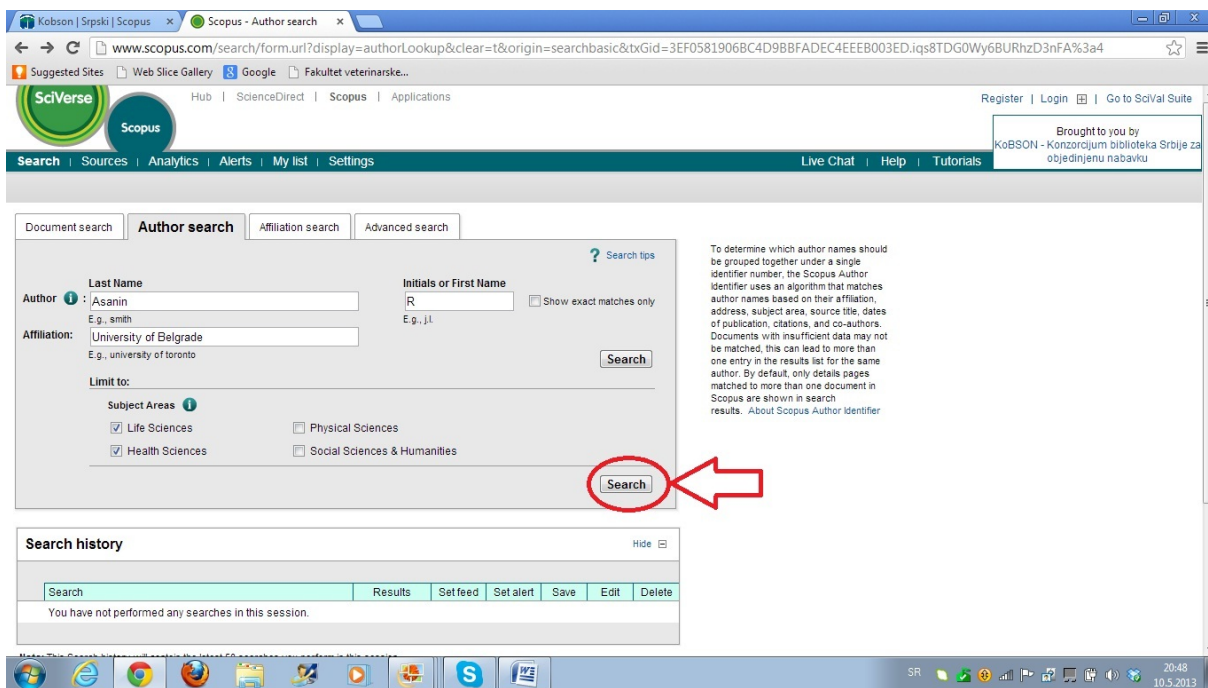 Kobson | Srpski | Scopus
Scopus - Author search
www.scopus.com/search/form.url?display=authorLookup&clear=t&origin=searchbasic&txGid=3EF0581906BC4D9BBFADEC4EEEB003ED.iqs8TDG0Wy6BURhzD3nFA%3a4
Suggested Sites Web Slice Gallery Google Fakultet veterinarske...
SciVerse
Scopus
Hub | ScienceDirect | Scopus | Applications
Register | Login | Go to SciVal Suite
Brought to you by
KoBSON - Konzorcijum biblioteka Srbije za
objedinjenu nabavku
Search | Sources | Analytics | Alerts | My list | Settings
Live Chat | Help | Tutorials
Document search Author search Affiliation search Advanced search
? Search tips
Last Name Initials or First Name
Author : Asanin R Show exact matches only
E.g., smith E.g., j.l.
Affiliation: University of Belgrade
E.g., university of toronto
Search
Limit to:
Subject Areas
Life Sciences Physical Sciences
Health Sciences Social Sciences & Humanities
Search
To determine which author names should
be grouped together under a single
identifier number, the Scopus Author
Identifier uses an algorithm that matches
author names based on their affiliation,
address, subject area, source title, dates
of publication, citations, and co-authors.
Documents with insufficient data may not
be matched, this can lead to more than
one entry in the results list for the same
author. By default, only details pages
matched to more than one document in
Scopus are shown in search
results. About Scopus Author Identifier
Search history Hide
Search Results Set feed Set alert Save Edit Delete
You have not performed any searches in this session.
SR
20:48
10.5.2013